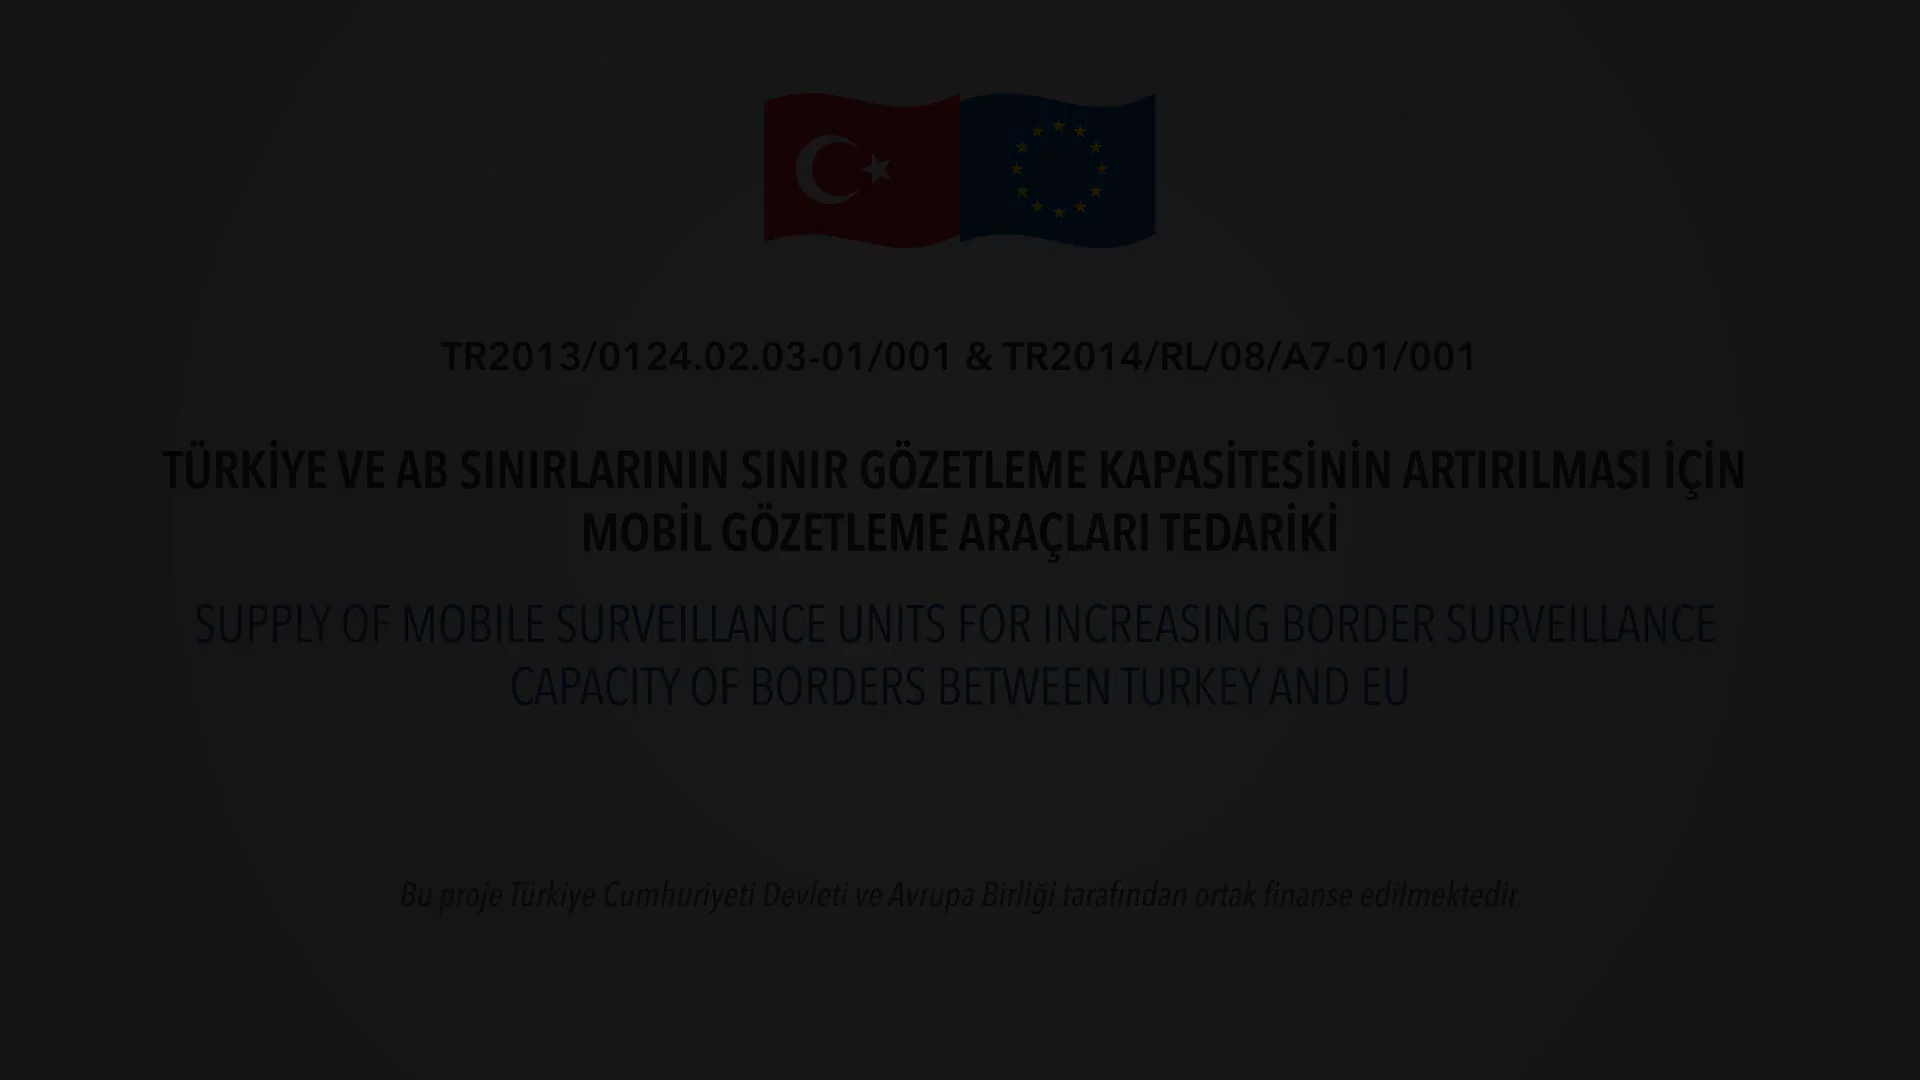 TR2013/0124.02.03-01/001 & TR2014/RL/08/A7-01/001
TÜRKİYE VE AB SINIRLARININ SINIR GÖZETLEME KAPASİTESİNİN ARTIRILMASI İÇİN
MOBİL GÖZETLEME ARAÇLARI TEDARİKİ
SUPPLY OF MOBILE SURVEILLANCE UNITS FOR INCREASING BORDER SURVEILLANCE
CAPACITY OF BORDERS BETWEEN TURKEY AND EU
Bu proje Türkiye Cumhuriyeti Devleti ve Avrupa Birliği tarafından ortak finanse edilmektedir.